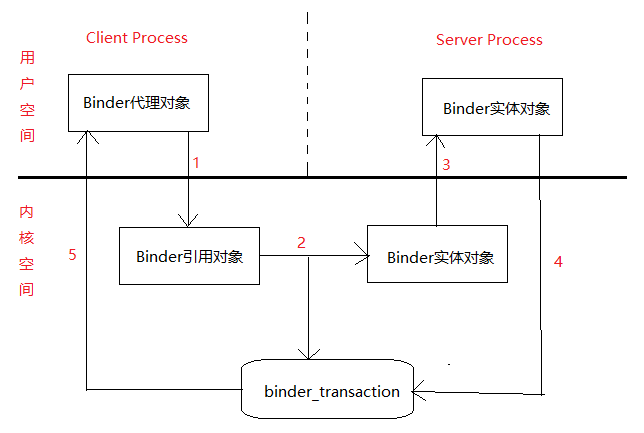 Client Process
Server Process
用户空间
Binder代理对象
Binder实体对象
1
3
内核空间
Binder引用对象
2
Binder实体对象
5
4
binder_transaction